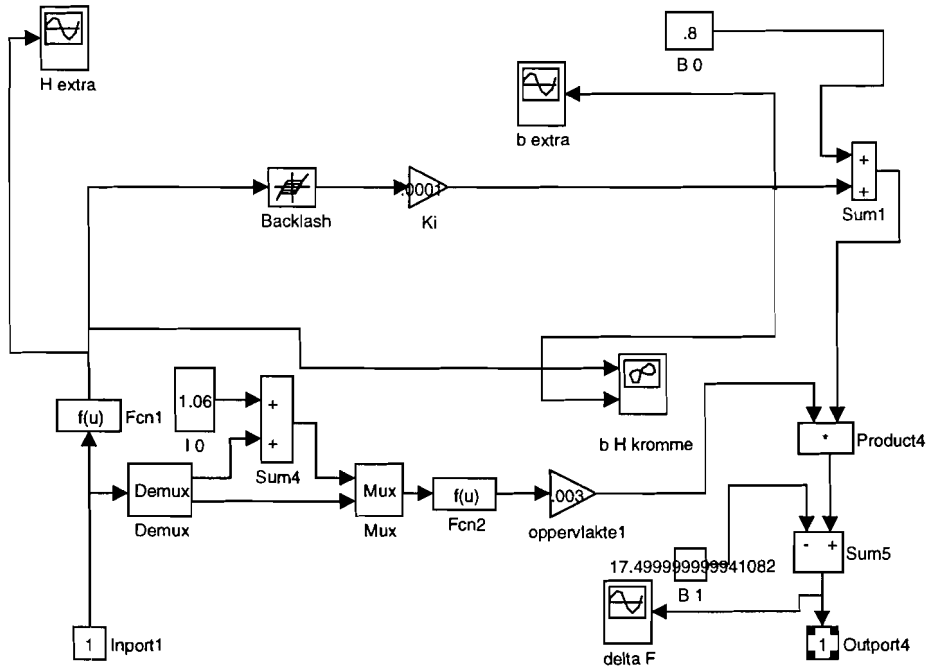 H extra
.8
B 0
b extra
+
+
Sum1
Backlash
.0001
Ki
f(u)
Fcn1
1.06
I 0
+
+
Sum4
b H kromme
*
Product4
Demux
Demux
Mux
Mux
f(u)
Fcn2
.003
oppervlakte1
- +
Sum5
17.499999999941082
B 1
delta F
1
Inport1
1
Outport4